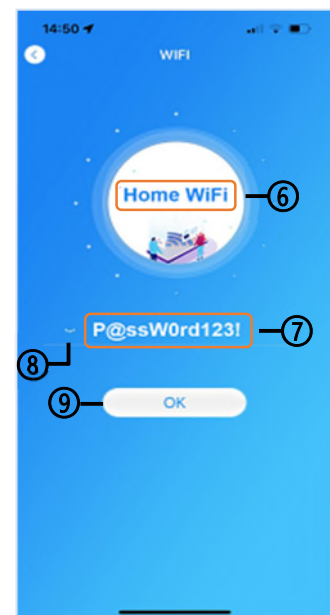 14:50
WIFI
Home WiFi
⑥
P@ssW0rd123!
⑦
⑧
⑨
OK